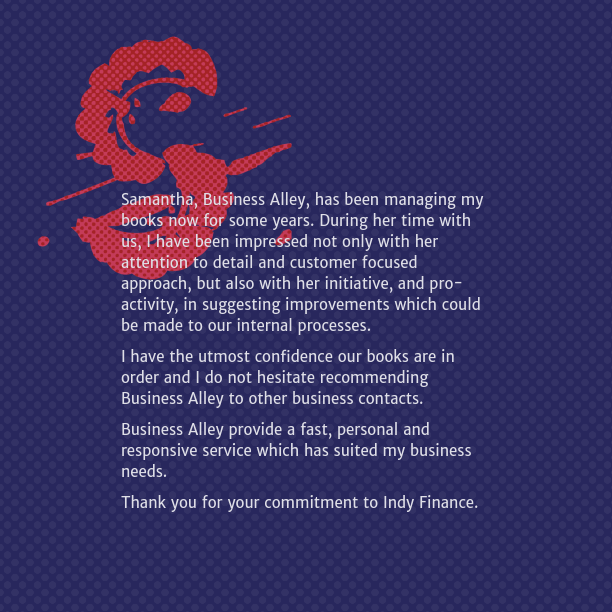 Samantha, Business Alley, has been managing my
books now for some years. During her time with
us, I have been impressed not only with her
attention to detail and customer focused
approach, but also with her initiative, and pro-
activity, in suggesting improvements which could
be made to our internal processes.
I have the utmost confidence our books are in
order and I do not hesitate recommending
Business Alley to other business contacts.
Business Alley provide a fast, personal and
responsive service which has suited my business
needs.
Thank you for your commitment to Indy Finance.